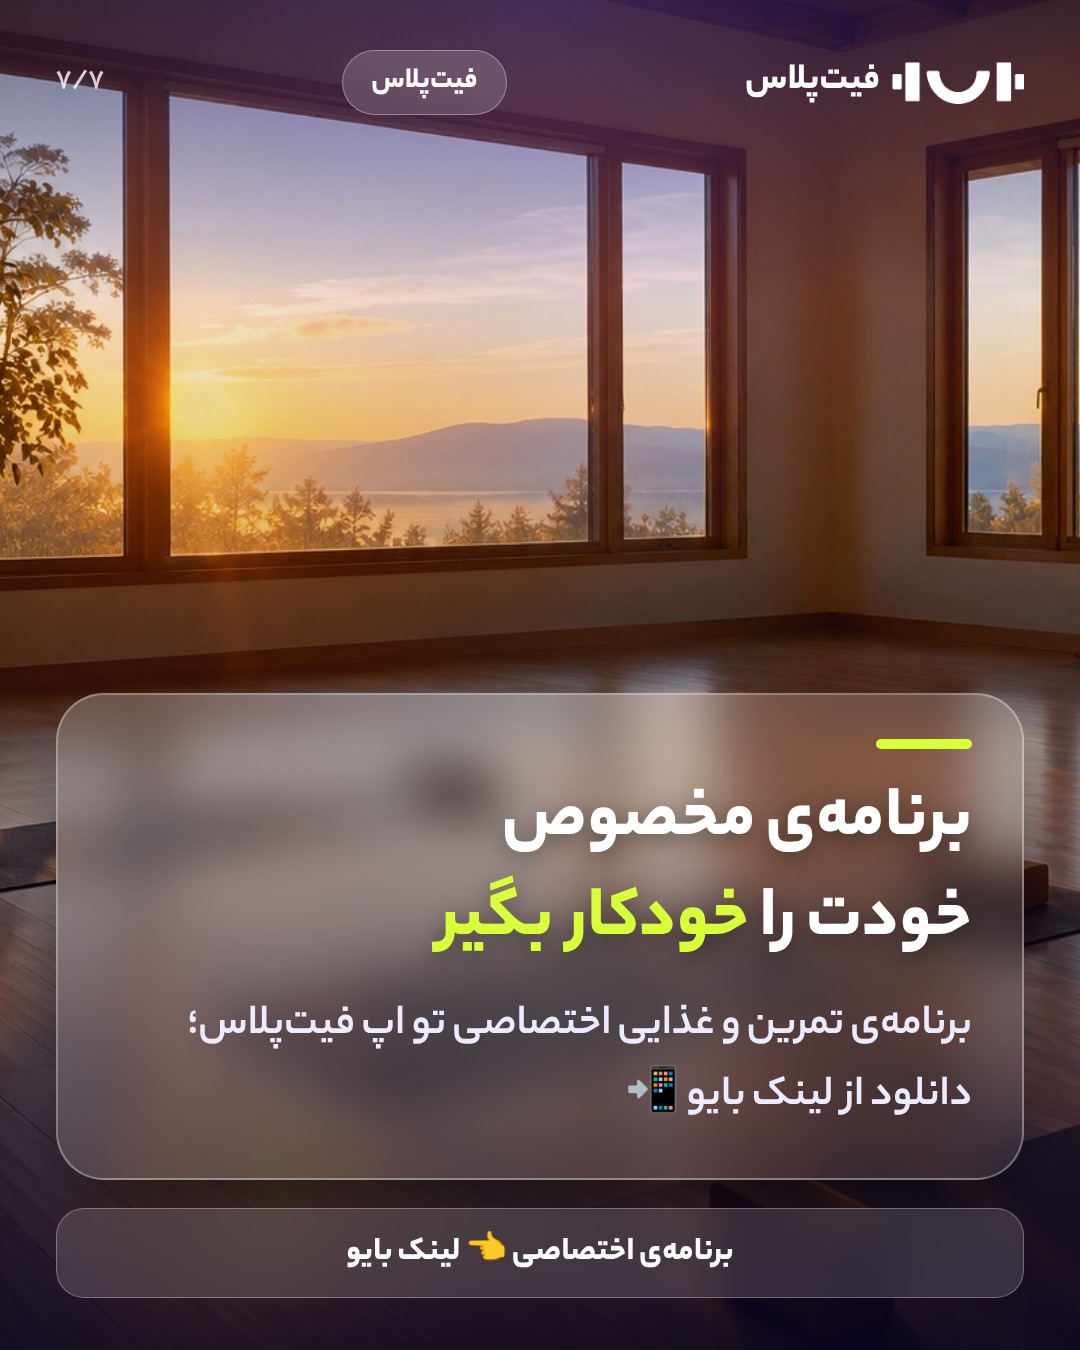 فیت‌پلاس
فیت‌پلاس
۷/۷
برنامه‌ی مخصوص
خودت را خودکار بگیر
برنامه‌ی تمرین و غذایی اختصاصی تو اپ فیت‌پلاس؛
دانلود از لینک بایو 📲
برنامه‌ی اختصاصی 👈 لینک بایو